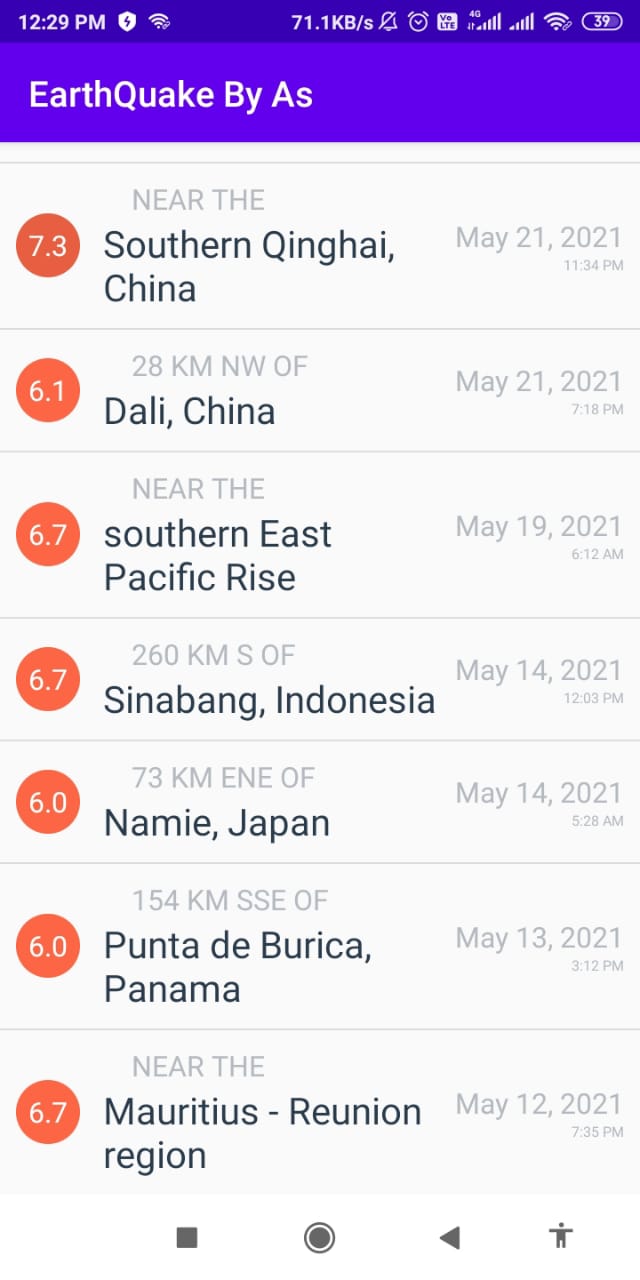 12:29 PM 71.1KB/s Vo LTE 4G 39
EarthQuake By As
NEAR THE
7.3 Southern Qinghai, May 21, 2021
China 11:34 PM
28 KM NW OF
6.1 Dali, China May 21, 2021
7:18 PM
NEAR THE
6.7 southern East May 19, 2021
Pacific Rise 6:12 AM
260 KM S OF
6.7 Sinabang, Indonesia May 14, 2021
12:03 PM
73 KM ENE OF
6.0 Namie, Japan May 14, 2021
5:28 AM
154 KM SSE OF
6.0 Punta de Burica, May 13, 2021
Panama 3:12 PM
NEAR THE
6.7 Mauritius - Reunion May 12, 2021
region 7:35 PM